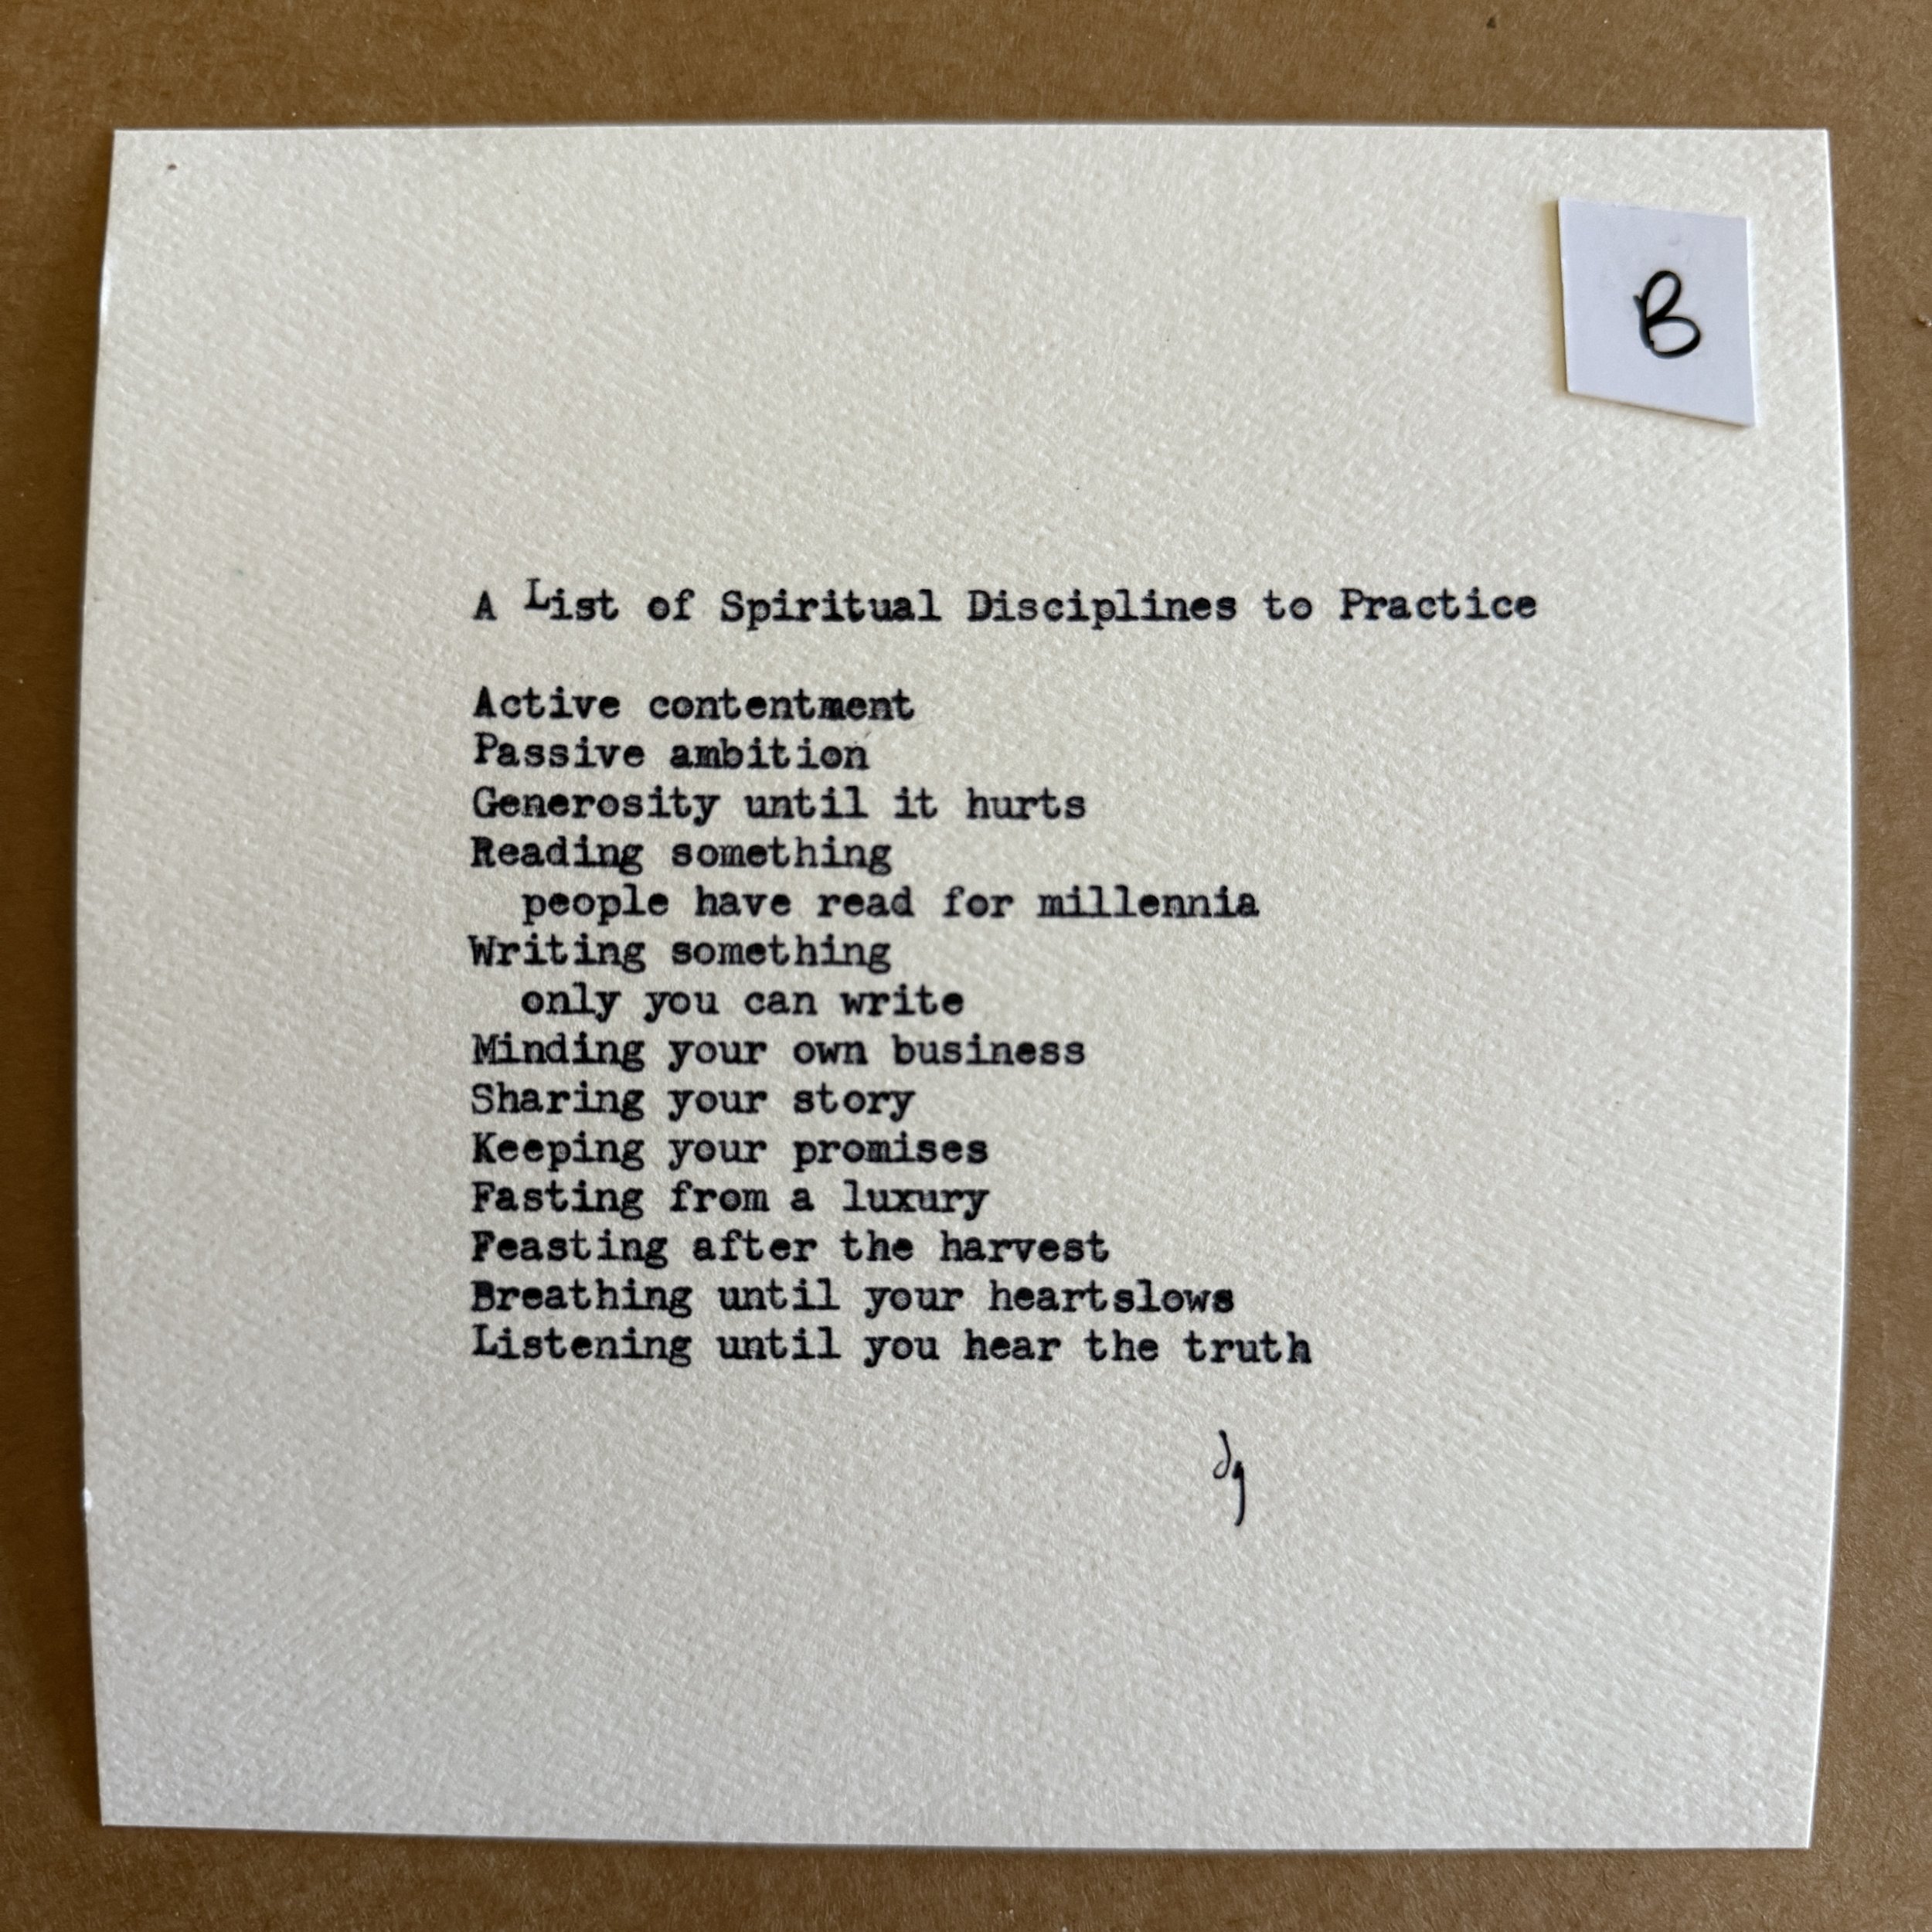 B
A List of Spiritual Disciplines to Practice
Active contentment
Passive ambition
Generosity until it hurts
Reading something
people have read for millennia
Writing something
only you can write
Minding your own business
Sharing your story
Keeping your promises
Fasting from a luxury
Feasting after the harvest
Breathing until your heartslows
Listening until you hear the truth
dg